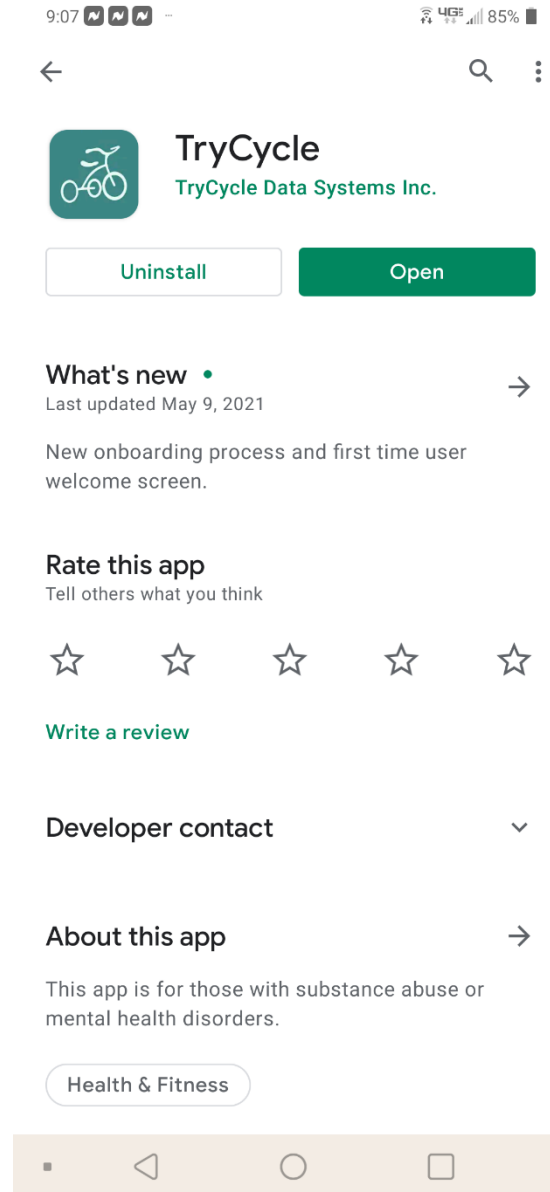 9:07 85%
4GE
TryCycle
TryCycle Data Systems Inc.
Uninstall Open
What's new
Last updated May 9, 2021
New onboarding process and first time user
welcome screen.
Rate this app
Tell others what you think
Write a review
Developer contact
About this app
This app is for those with substance abuse or
mental health disorders.
Health & Fitness